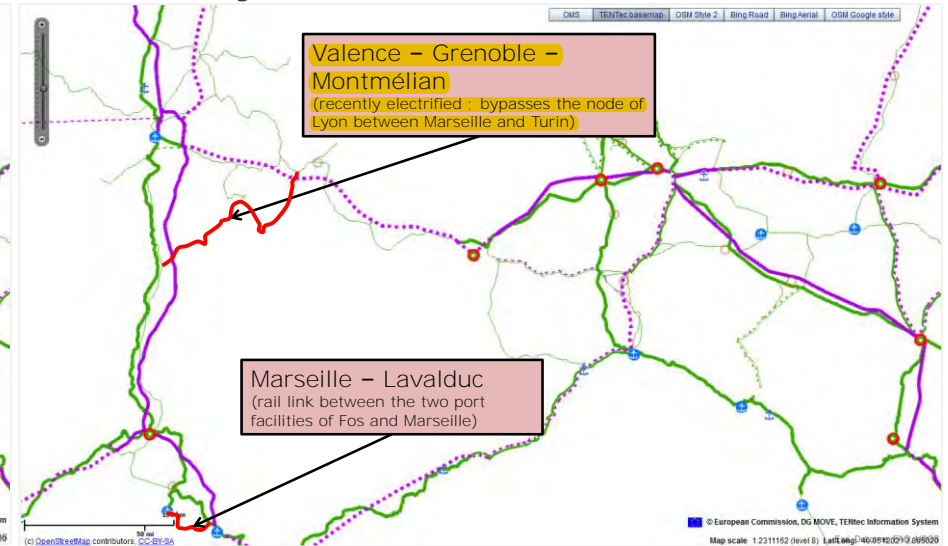 OMS TENTec basemap OSM Style 2 Bing Road Bing Aerial OSM Google style
Valence – Grenoble –
Montmélian
(recently electrified : bypasses the node of
Lyon between Marseille and Turin)
Marseille – Lavalduc
(rail link between the two port
facilities of Fos and Marseille)
50 mi
(c) OpenStreetMap contributors, CC-BY-SA
© European Commission, DG MOVE, TENtec Information System
Map scale 1:2311162 (level 8)